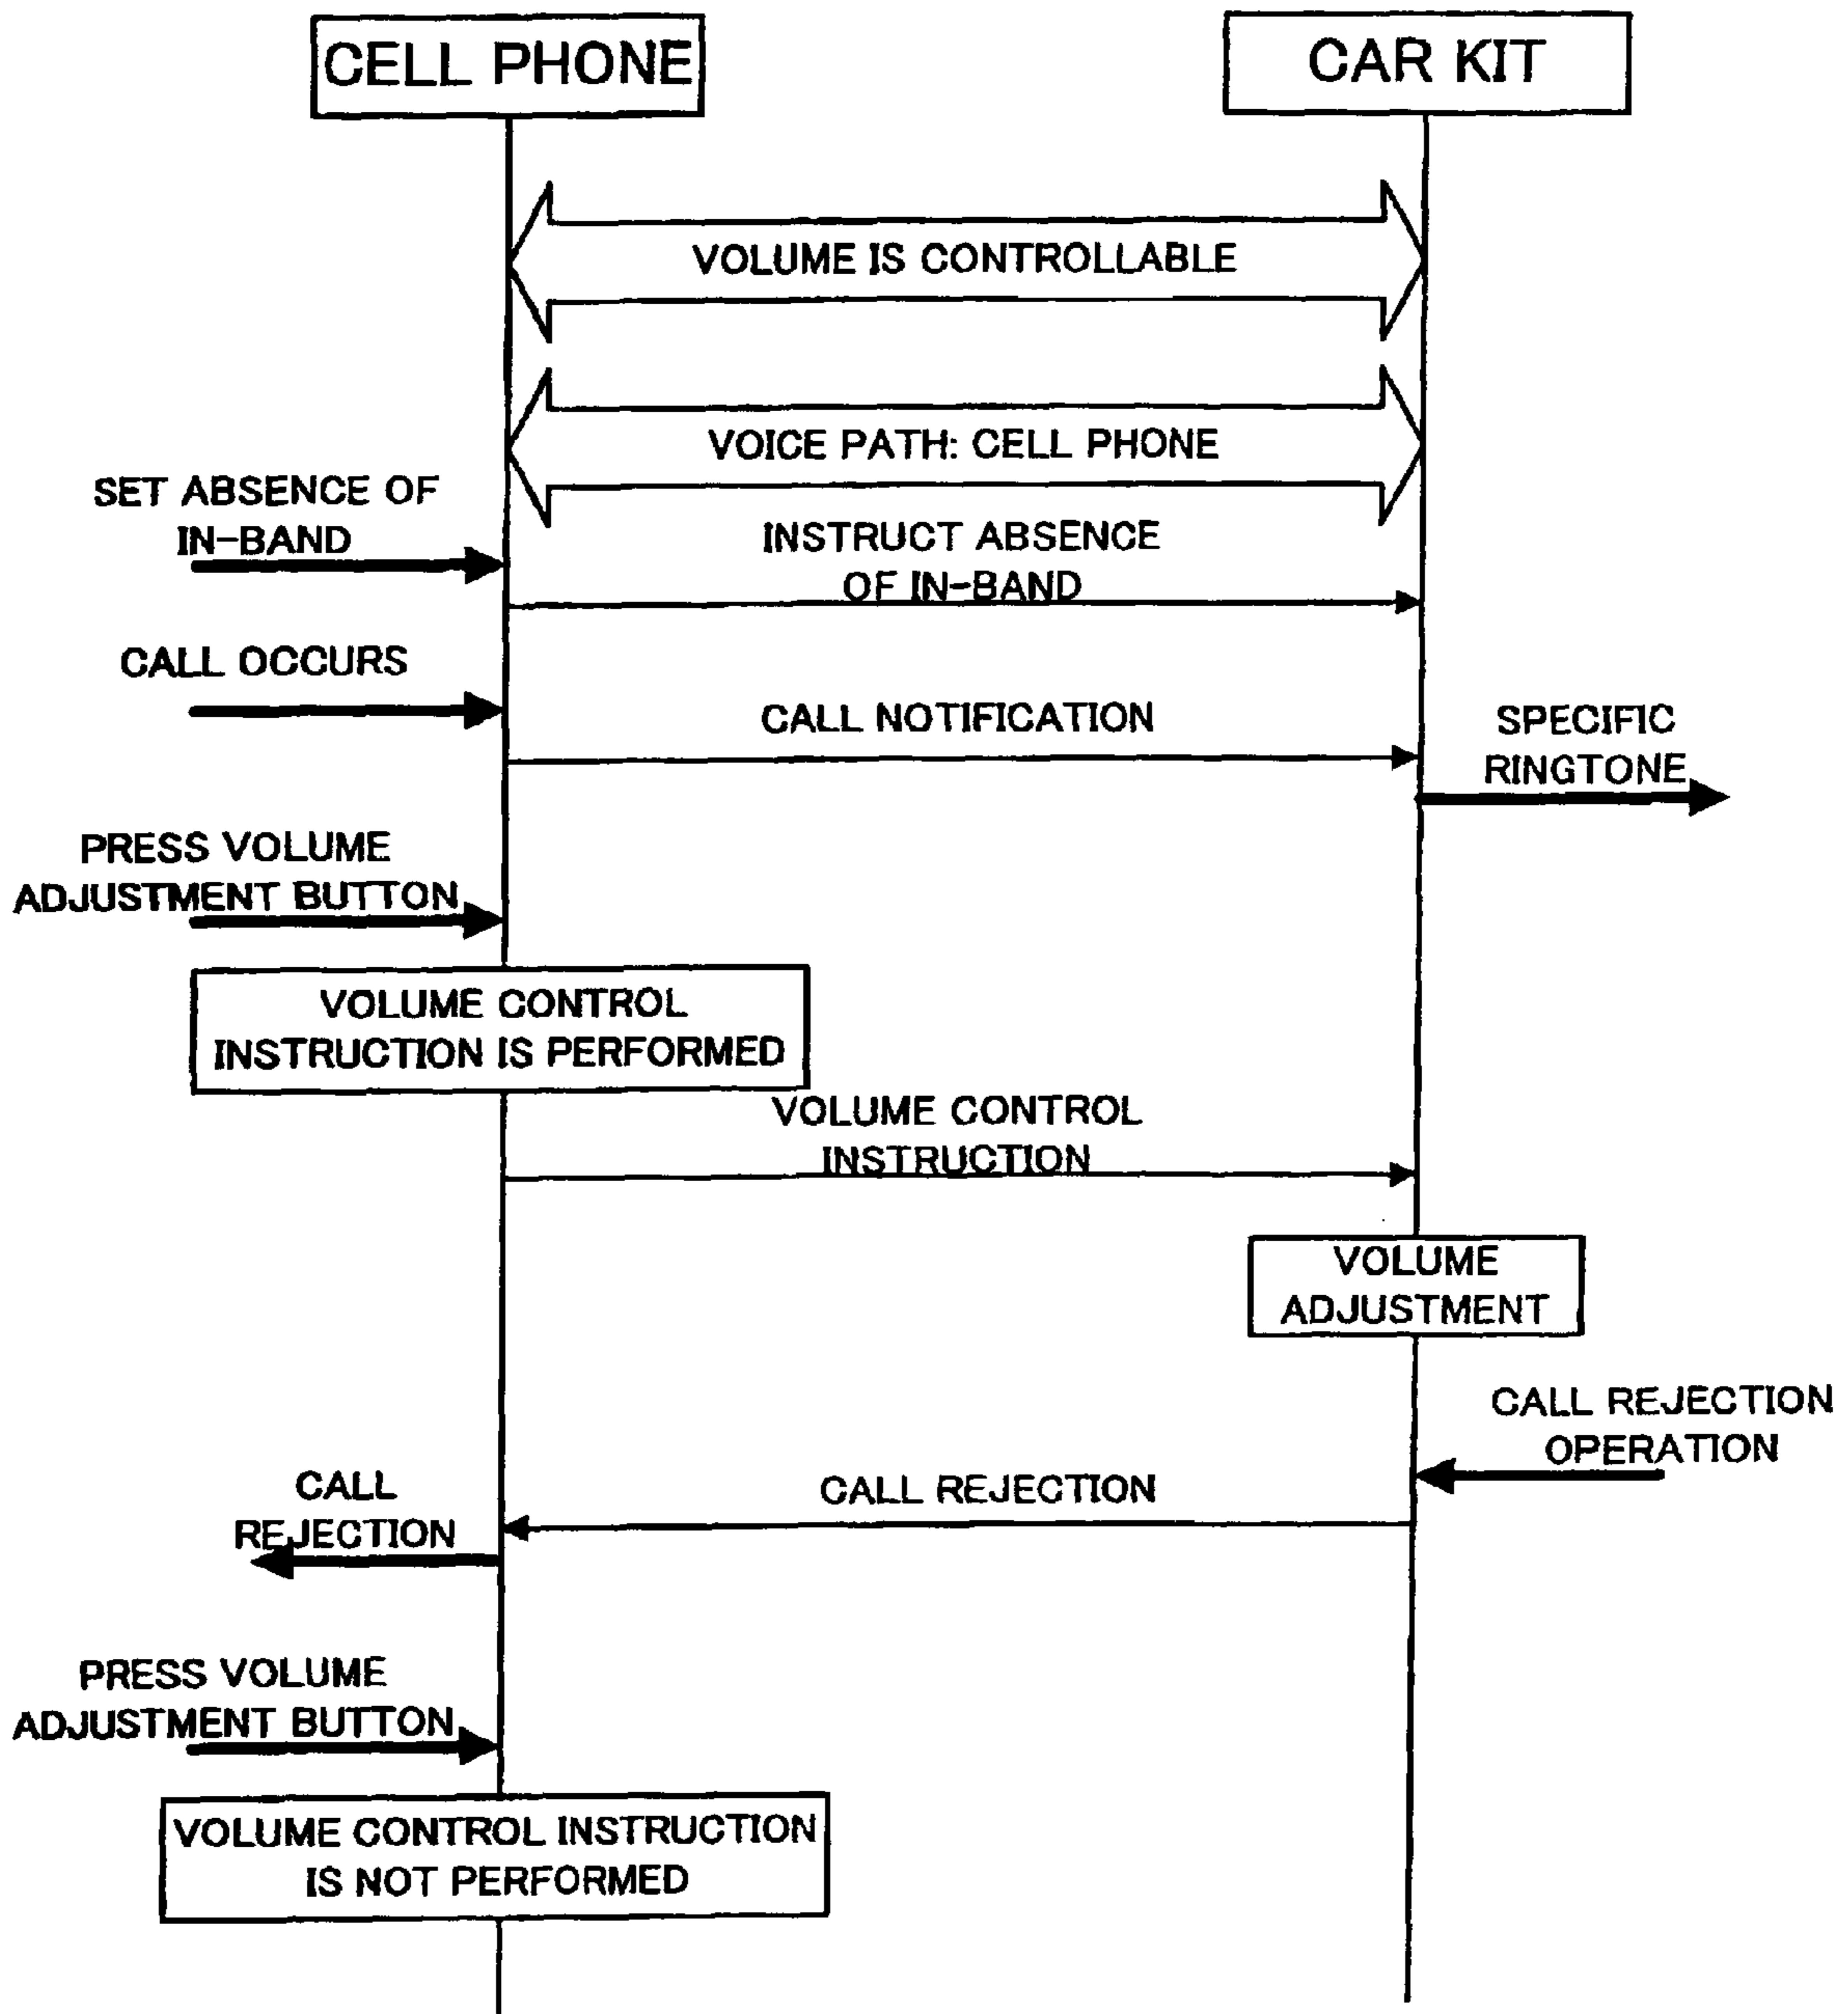 CELL PHONE
CAR KIT
VOLUME IS CONTROLLABLE
VOICE PATH: CELL PHONE
SET ABSENCE OF
IN-BAND
INSTRUCT ABSENCE
OF IN-BAND
CALL OCCURS
CALL NOTIFICATION
SPECIFIC
RINGTONE
PRESS VOLUME
ADJUSTMENT BUTTON
VOLUME CONTROL
INSTRUCTION IS PERFORMED
VOLUME CONTROL
INSTRUCTION
VOLUME
ADJUSTMENT
CALL REJECTION
OPERATION
CALL REJECTION
CALL
REJECTION
PRESS VOLUME
ADJUSTMENT BUTTON
VOLUME CONTROL INSTRUCTION
IS NOT PERFORMED